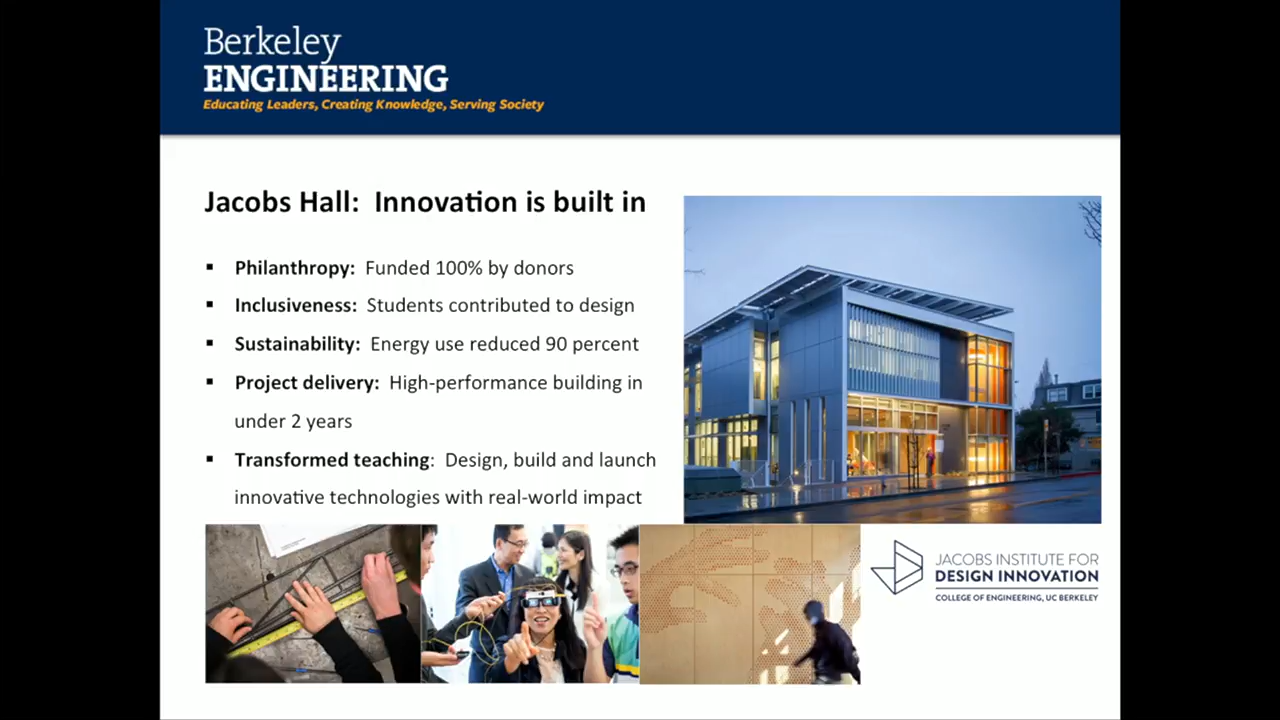 Berkeley
ENGINEERING
Educating Leaders, Creating Knowledge, Serving Society
Jacobs Hall: Innovation is built in
▪ Philanthropy: Funded 100% by donors
▪ Inclusiveness: Students contributed to design
▪ Sustainability: Energy use reduced 90 percent
▪ Project delivery: High-performance building in
under 2 years
▪ Transformed teaching: Design, build and launch
innovative technologies with real-world impact
JACOBS INSTITUTE FOR
DESIGN INNOVATION
COLLEGE OF ENGINEERING, UC BERKELEY